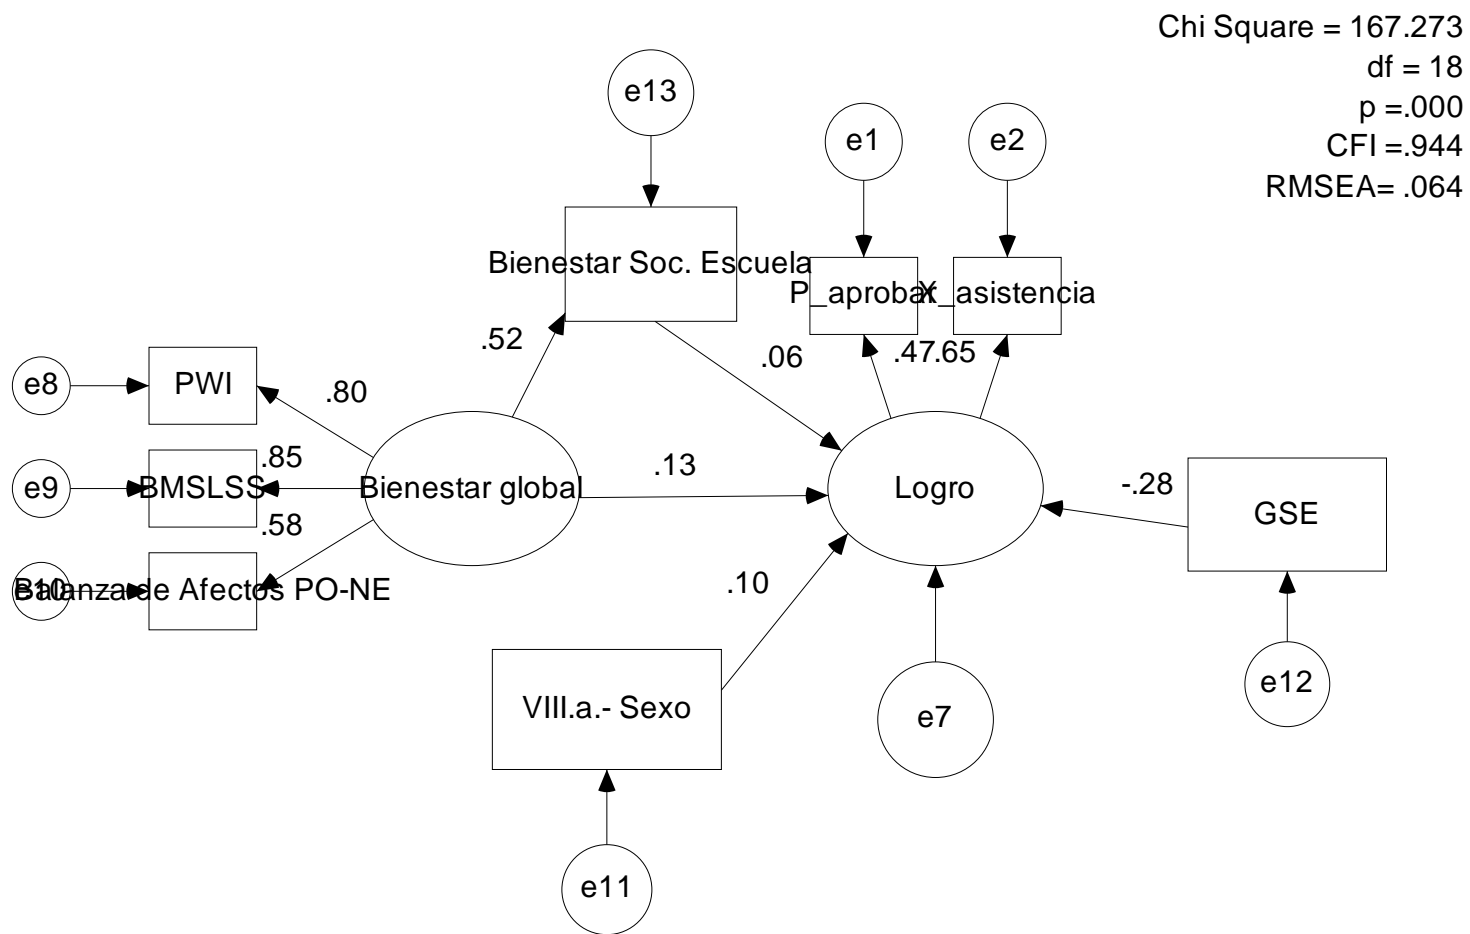 Chi Square = 167.273
df = 18
p =.000
CFI =.944
RMSEA= .064
e13
e1
e2
Bienestar Soc. Escuela
P_aprobar
X_asistencia
.52
.06
.47
.65
e8
PWI
.80
e9
BMSLSS
.85
Bienestar global
.13
Logro
-.28
GSE
.58
e10
Balanza de Afectos PO-NE
.10
VIII.a.- Sexo
e7
e12
e11